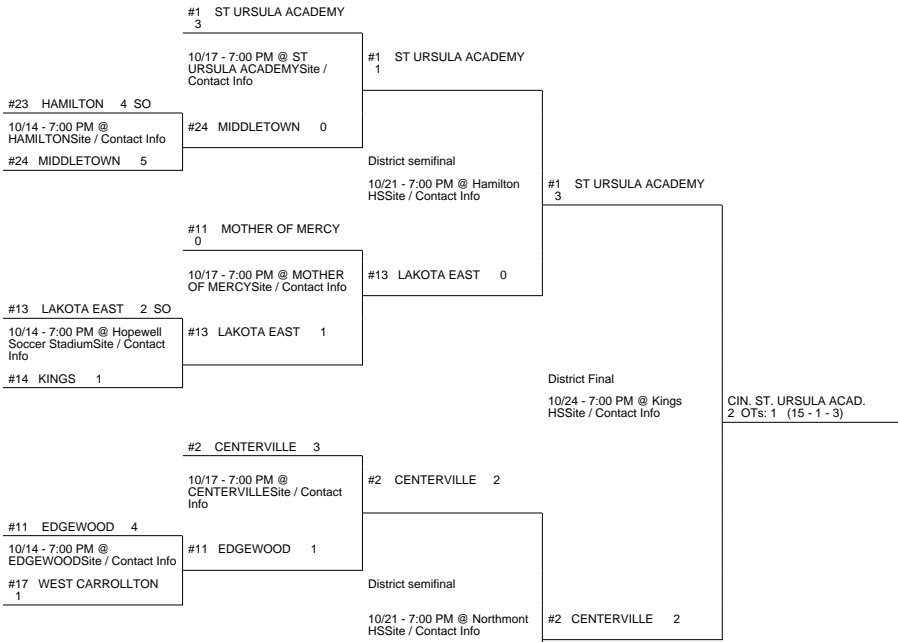 #1 ST URSULA ACADEMY
3
10/17 - 7:00 PM @ ST
URSULA ACADEMYSite /
Contact Info
#1 ST URSULA ACADEMY
1
#23 HAMILTON 4 SO
10/14 - 7:00 PM @
HAMILTONSite / Contact Info
#24 MIDDLETOWN 0
#24 MIDDLETOWN 5
District semifinal
10/21 - 7:00 PM @ Hamilton
HSSite / Contact Info
#1 ST URSULA ACADEMY
3
#11 MOTHER OF MERCY
0
10/17 - 7:00 PM @ MOTHER
OF MERCYSite / Contact Info
#13 LAKOTA EAST 0
#13 LAKOTA EAST 2 SO
10/14 - 7:00 PM @ Hopewell
Soccer StadiumSite / Contact
Info
#13 LAKOTA EAST 1
#14 KINGS 1
District Final
10/24 - 7:00 PM @ Kings
HSSite / Contact Info
CIN. ST. URSULA ACAD.
2 OTs: 1 (15 - 1 - 3)
#2 CENTERVILLE 3
10/17 - 7:00 PM @
CENTERVILLESite / Contact
Info
#2 CENTERVILLE 2
#11 EDGEWOOD 4
10/14 - 7:00 PM @
EDGEWOODSite / Contact Info
#11 EDGEWOOD 1
#17 WEST CARROLLTON
1
District semifinal
10/21 - 7:00 PM @ Northmont
HSSite / Contact Info
#2 CENTERVILLE 2